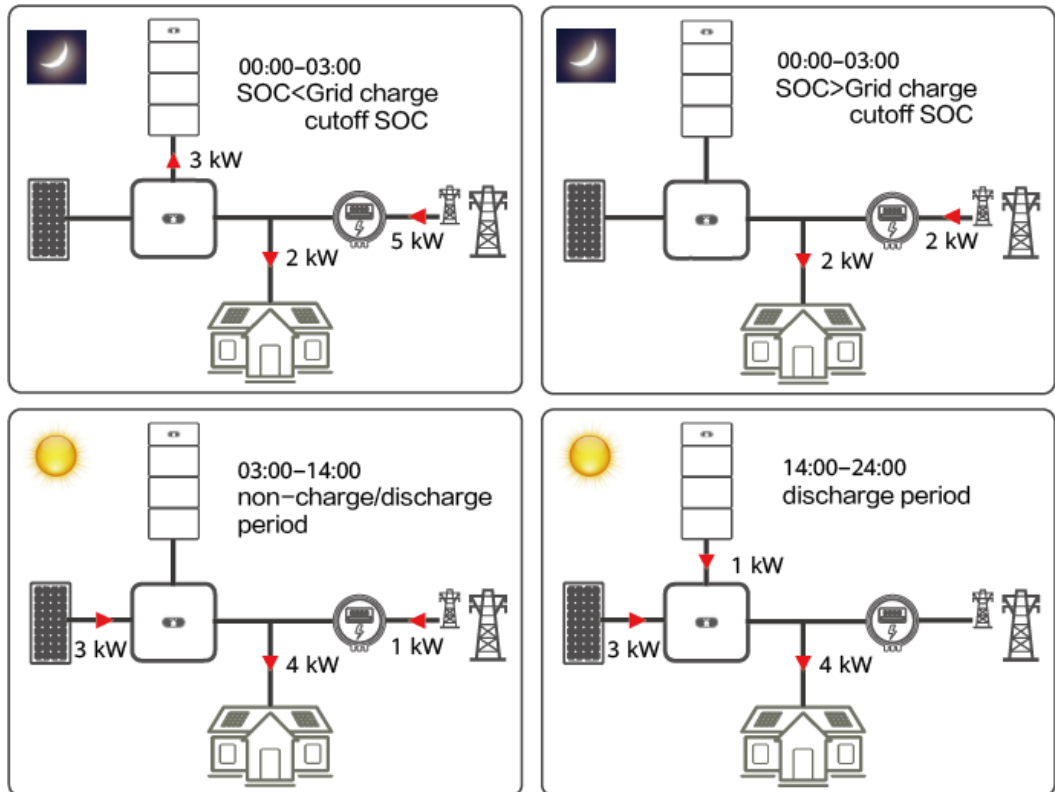 00:00–03:00
SOC<Grid charge
cutoff SOC
3 kW
5 kW
2 kW
00:00–03:00
SOC>Grid charge
cutoff SOC
2 kW
2 kW
03:00–14:00
non–charge/discharge
period
3 kW
1 kW
4 kW
14:00–24:00
discharge period
1 kW
3 kW
4 kW